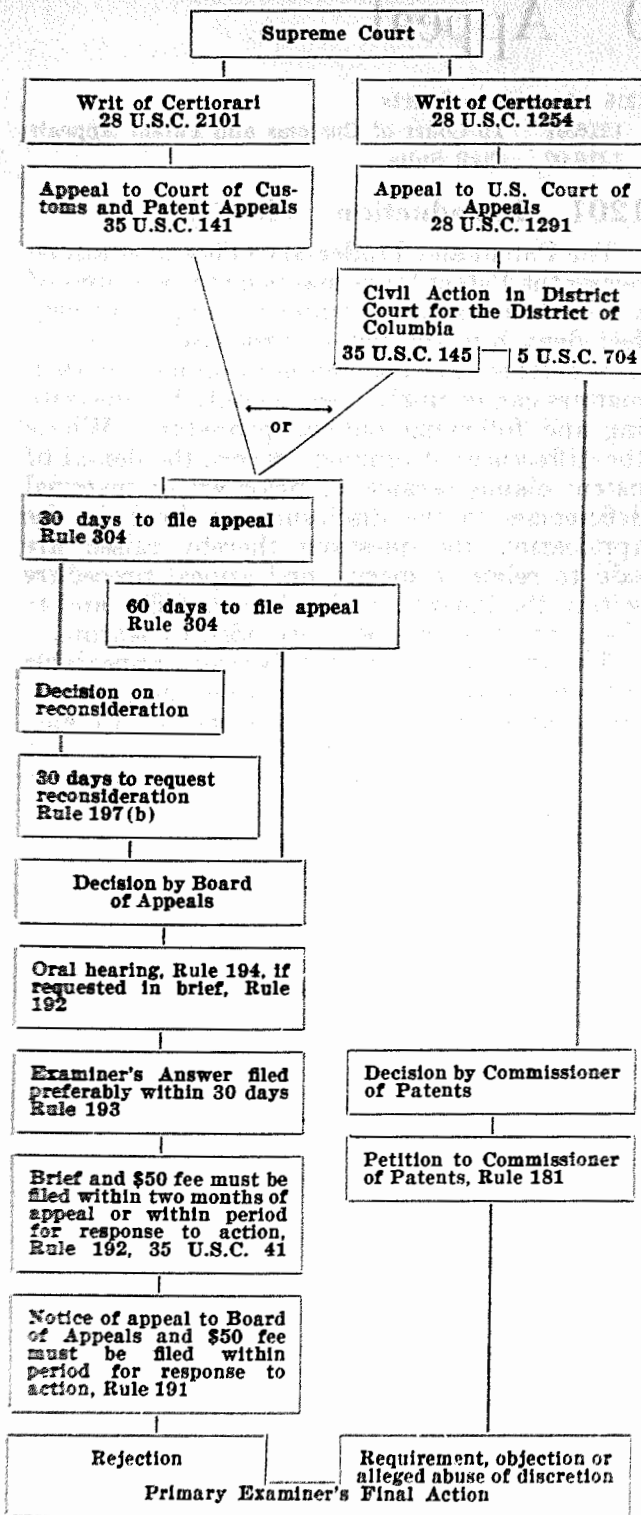 Supreme Court
Writ of Certiorari
28 U.S.C. 2101
Writ of Certiorari
28 U.S.C. 1254
Appeal to Court of Cus-
toms and Patent Appeals
35 U.S.C. 141
Appeal to U.S. Court of
Appeals
28 U.S.C. 1291
Civil Action in District
Court for the District of
Columbia
35 U.S.C. 145
5 U.S.C. 704
or
30 days to file appeal
Rule 304
60 days to file appeal
Rule 304
Decision on
reconsideration
30 days to request
reconsideration
Rule 197(b)
Decision by Board
of Appeals
Oral hearing, Rule 194, if
requested in brief, Rule
192
Examiner's Answer filed
preferably within 30 days
Rule 193
Decision by Commissioner
of Patents
Brief and $50 fee must be
filed within two months of
appeal or within period
for response to action,
Rule 192, 35 U.S.C. 41
Petition to Commissioner
of Patents, Rule 181
Notice of appeal to Board
of Appeals and $50 fee
must be filed within
period for response to
action, Rule 191
Rejection
Requirement, objection or
alleged abuse of discretion
Primary Examiner's Final Action